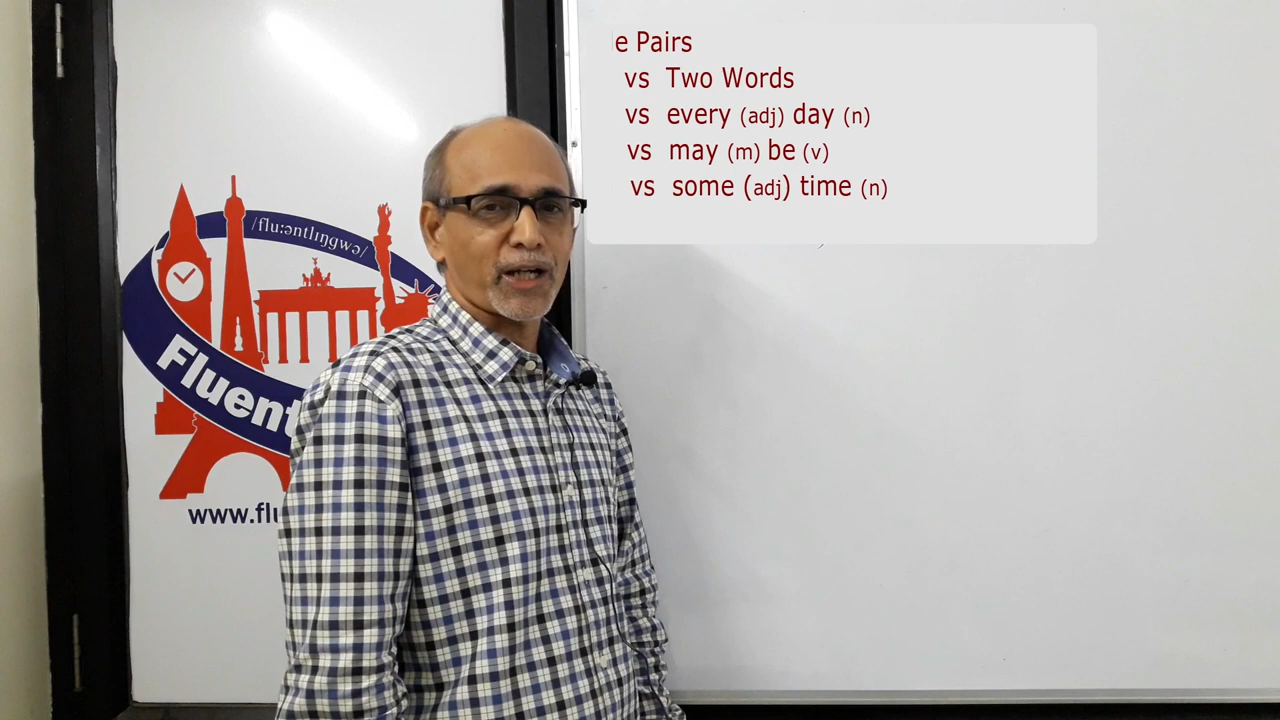 e Pairs
vs Two Words
vs every (adj) day (n)
vs may (m) be (v)
vs some (adj) time (n)
/flu:əntlɪŋgwə/
Fluent
www.flu